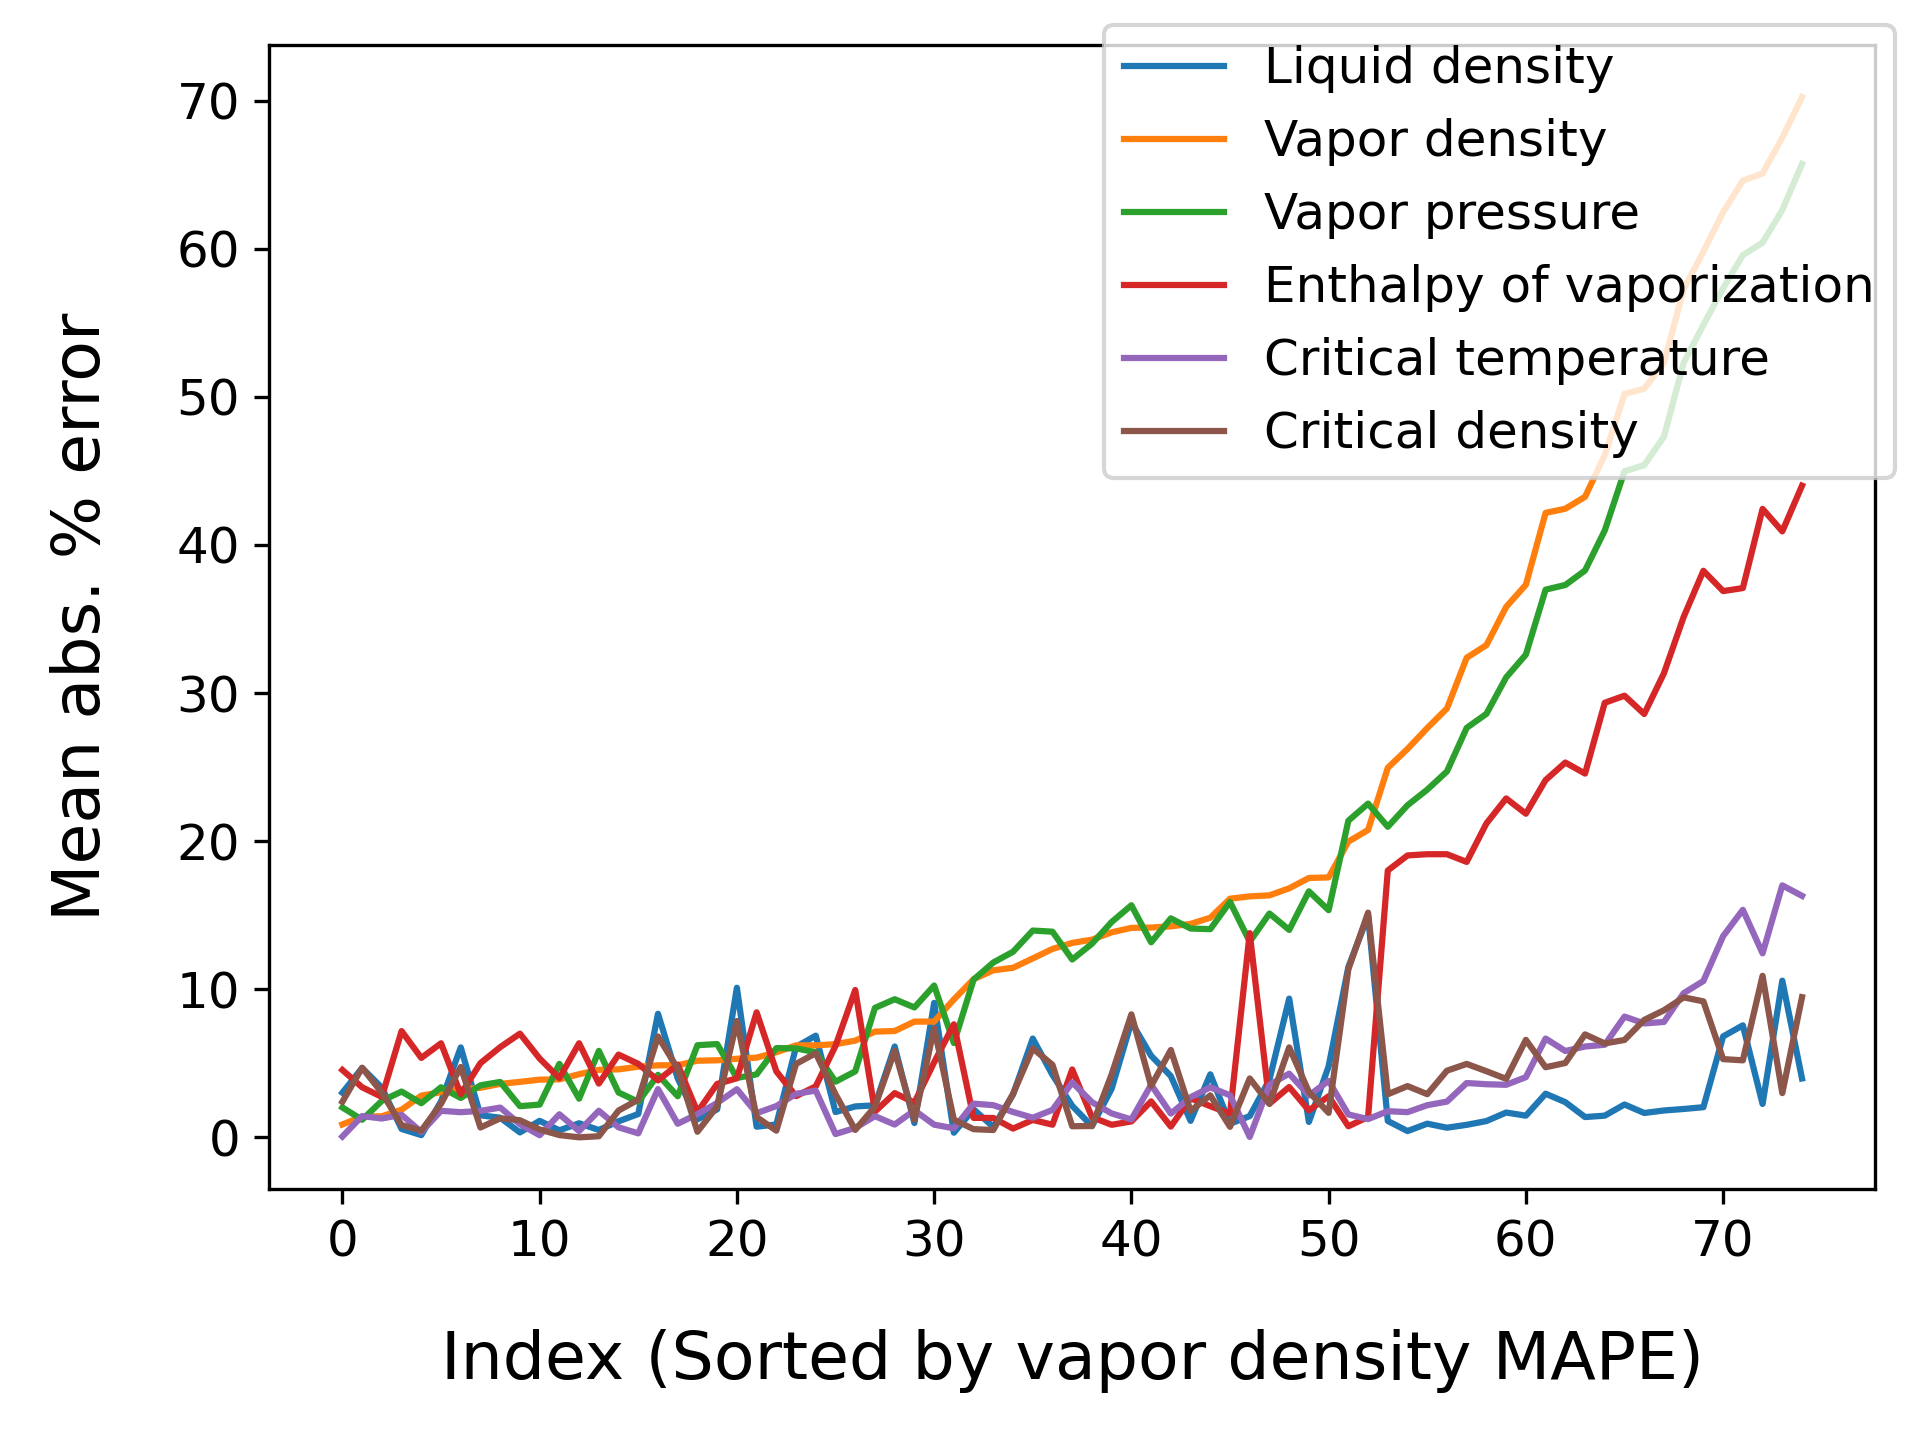 Liquid density
Vapor density
Vapor pressure
Enthalpy of vaporization
Critical temperature
Critical density
Mean abs. % error
70
60
50
40
30
20
10
0
0 10 20 30 40 50 60 70
Index (Sorted by vapor density MAPE)